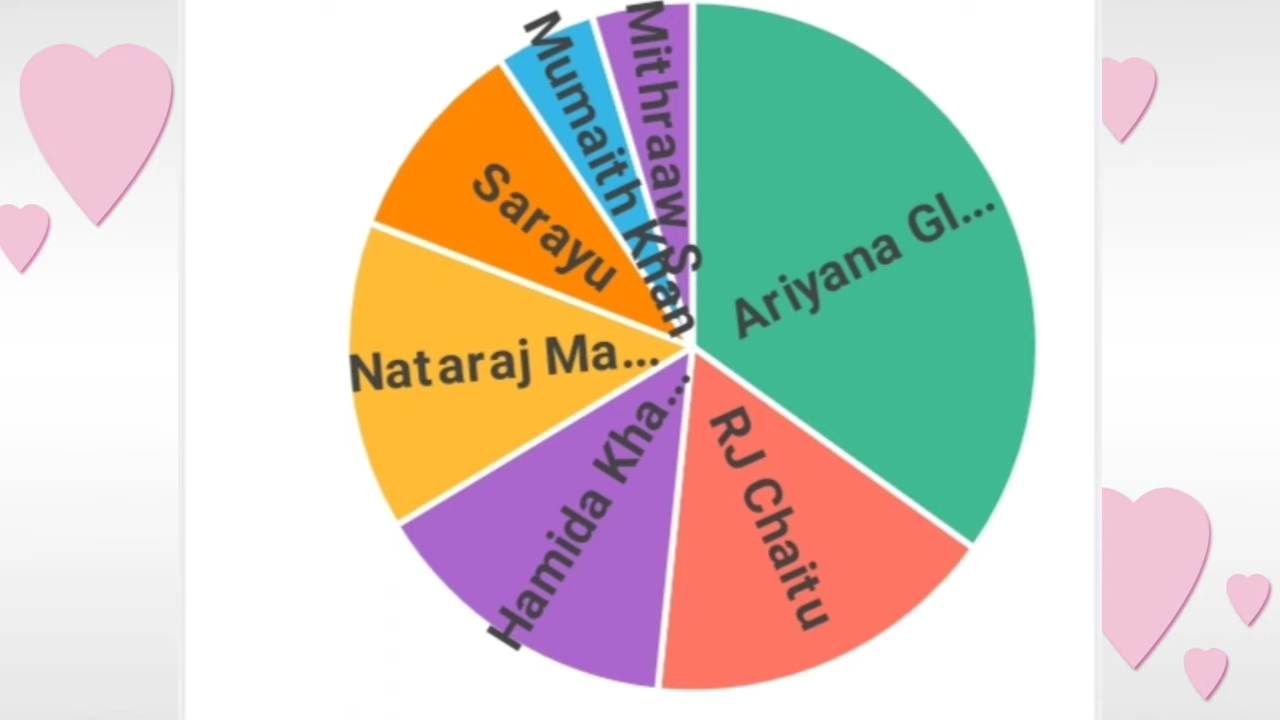 Mithraaw S
Mumaith Khan
Sarayu
Ariyana Gl...
Nataraj Ma...
Hamida Kha...
RJ Chaitu